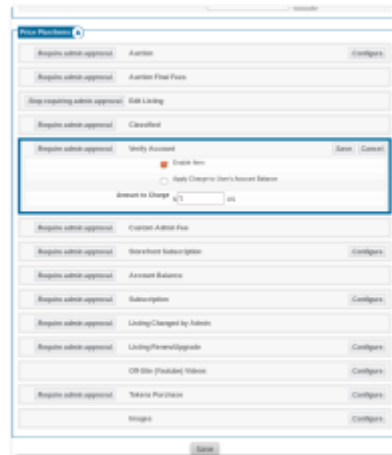 Price Plan Items
Require admin approval Auction Configure
Require admin approval Auction Final Fees
Stop requiring admin approval Edit Listing
Require admin approval Classified
Require admin approval Verify Account Save Cancel
Enable Item
Apply Charge to User's Account Balance
Amount to Charge $
Require admin approval Custom Admin Fee
Require admin approval Storefront Subscription Configure
Require admin approval Account Balance
Require admin approval Subscription Configure
Require admin approval Listing Changed by Admin
Require admin approval Listing Renew/Upgrade Configure
Off-Site (Youtube) Videos Configure
Require admin approval Tokens Purchase Configure
Images Configure
Save